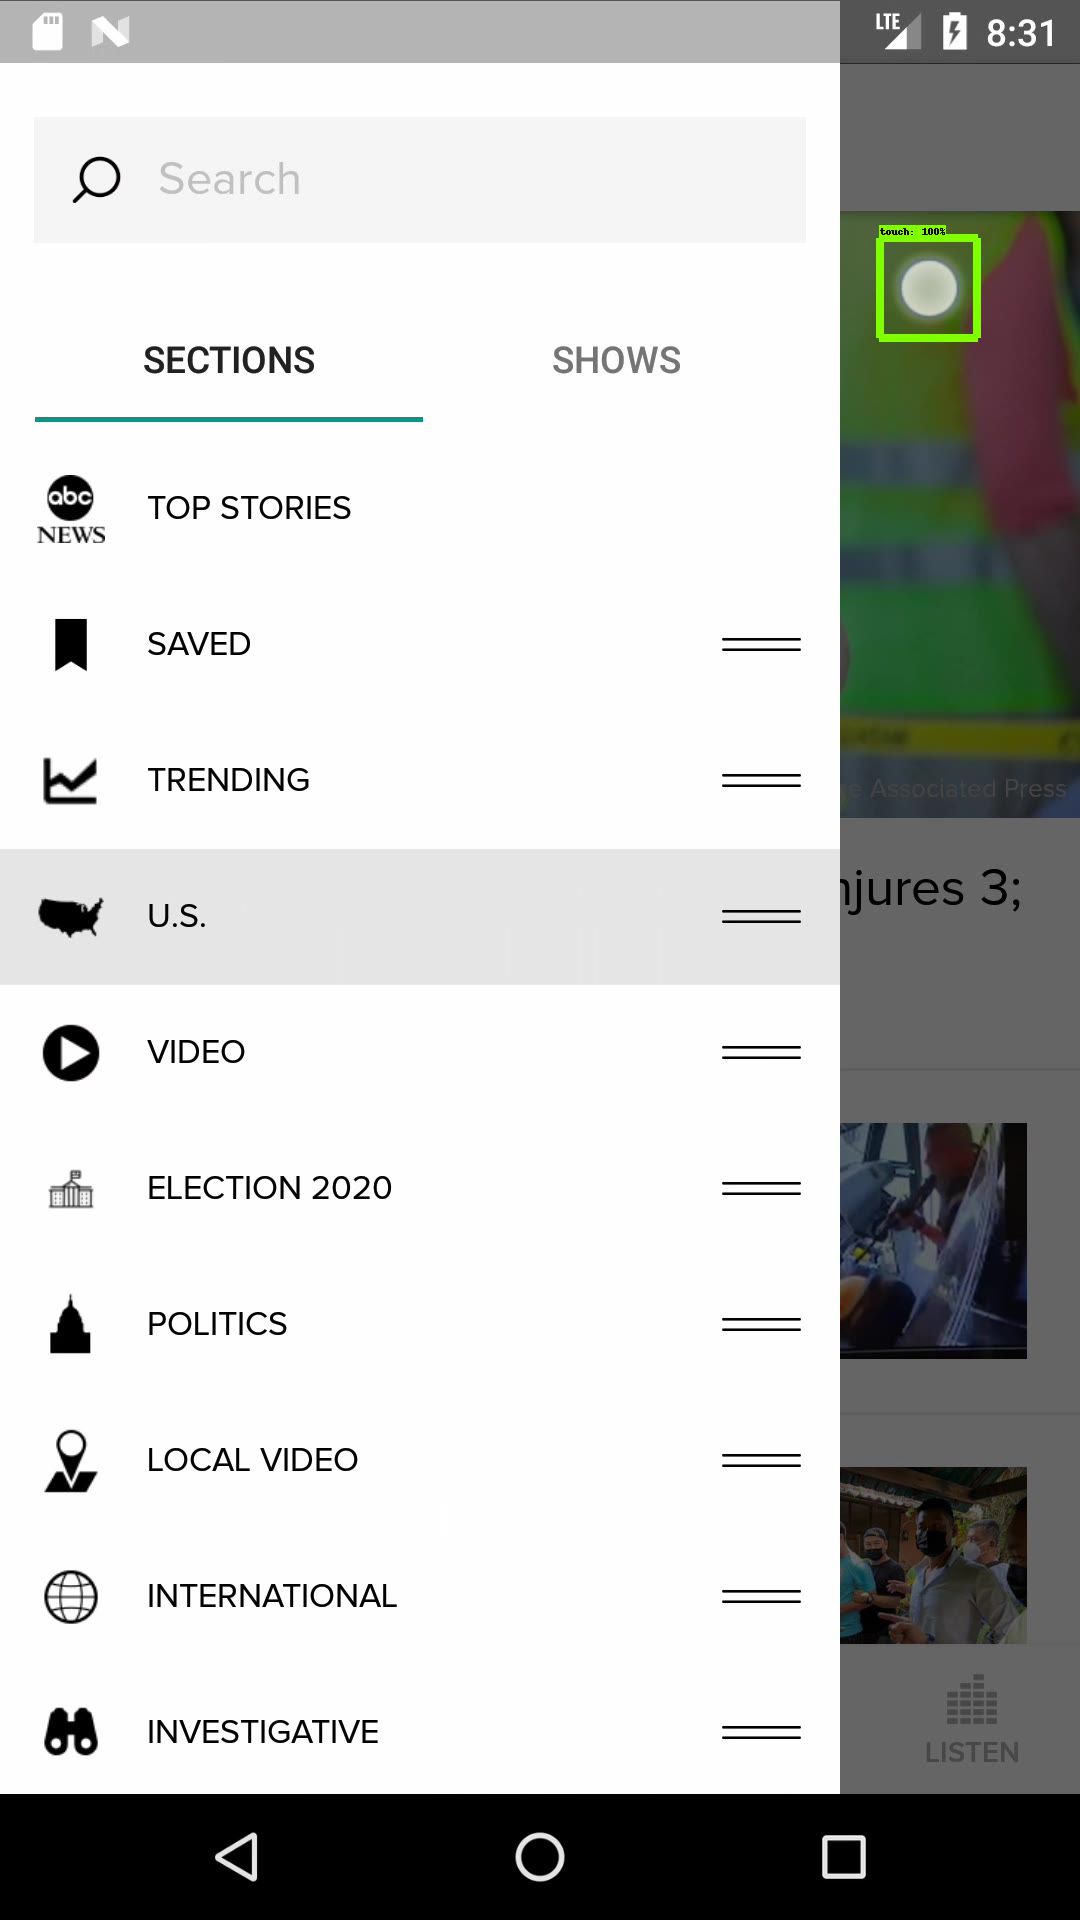 LTE 8:31
Search
touch: 100%
SECTIONS SHOWS
abc NEWS TOP STORIES
SAVED
TRENDING
Associated Press
njures 3;
U.S.
VIDEO
ELECTION 2020
POLITICS
LOCAL VIDEO
INTERNATIONAL
INVESTIGATIVE
LISTEN